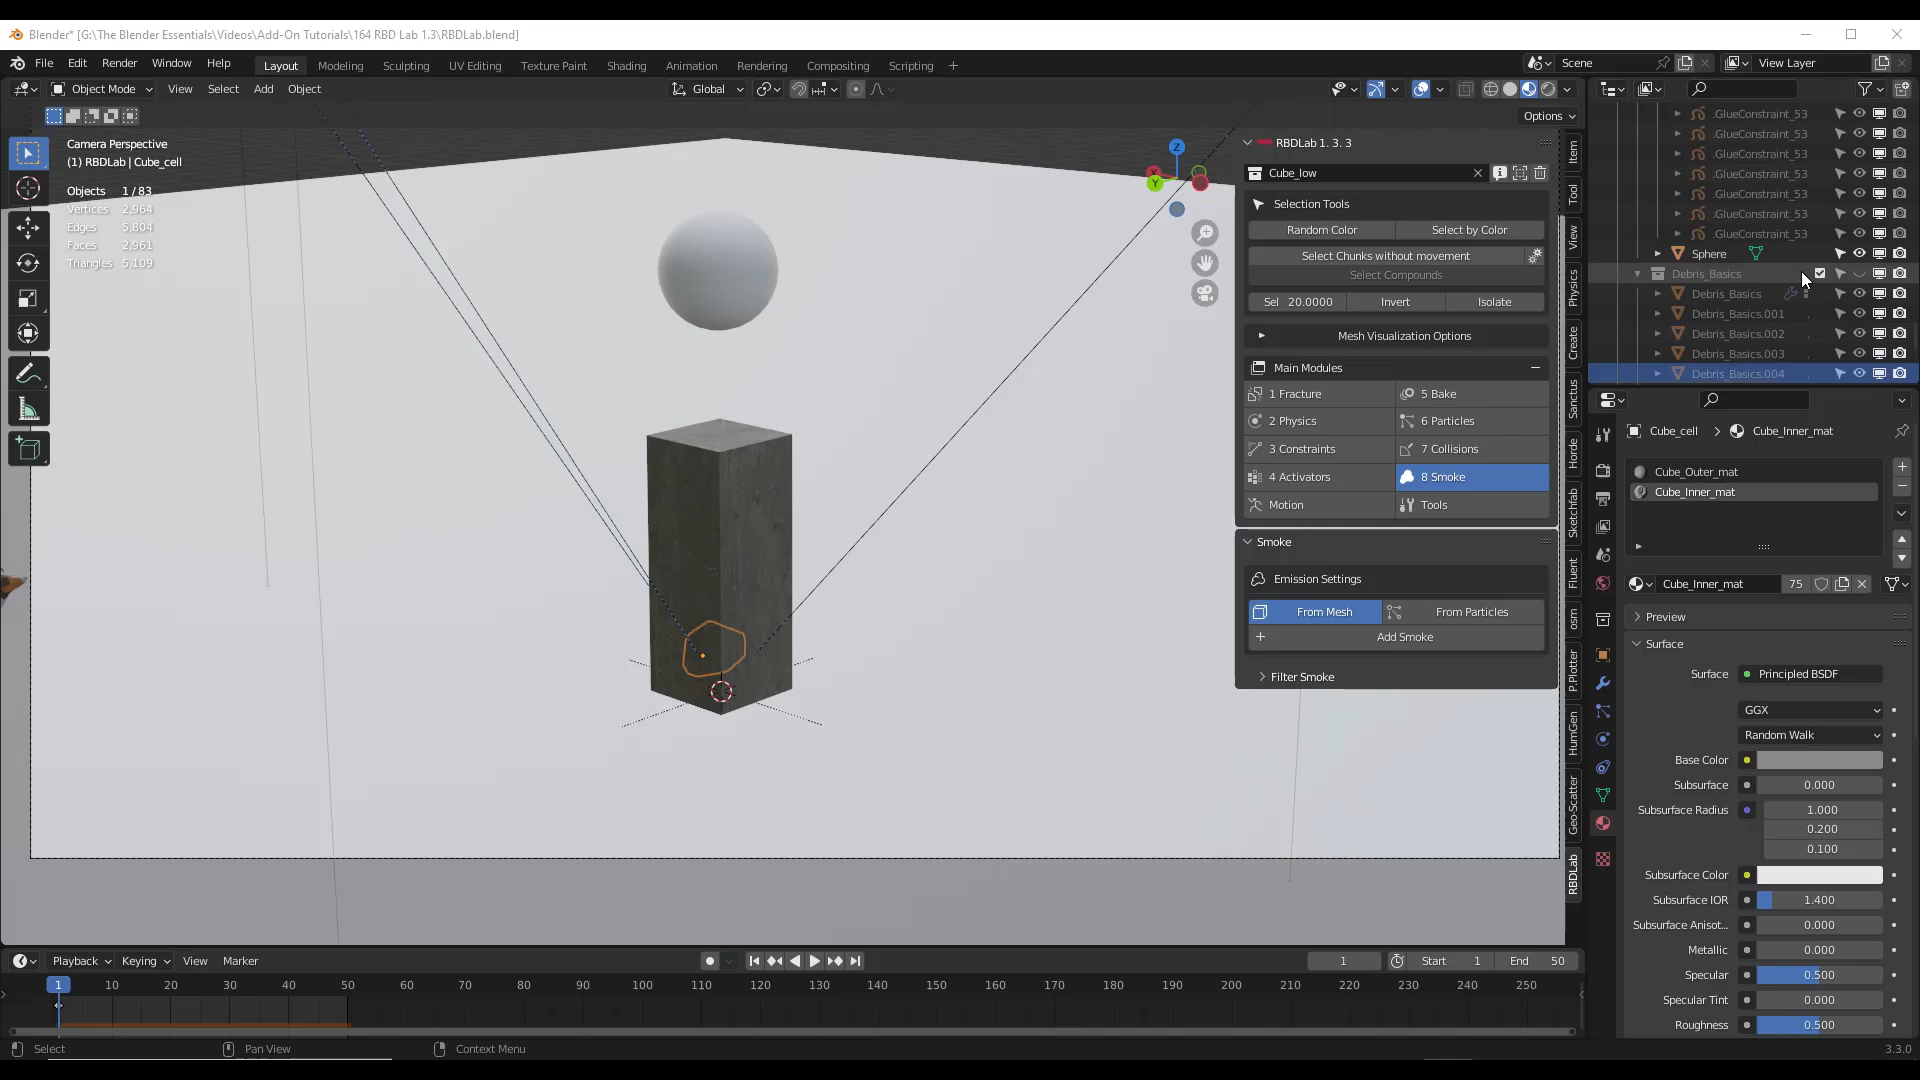 Blender* [G:\The Blender Essentials\Videos\Add-On Tutorials\164 RBD Lab 1.3\RBDLab.blend]
File Edit Render Window Help Layout Modeling Sculpting UV Editing Texture Paint Shading Animation Rendering Compositing Scripting + Scene View Layer
Object Mode View Select Add Object Global
Options
Camera Perspective
(1) RBDLab | Cube_cell
Objects 1 / 83
Vertices 2,964
Edges 5,804
Faces 2,961
Triangles 5,109
Z
Y
RBDLab 1. 3. 3
Cube_low
Selection Tools
Random Color Select by Color
Select Chunks without movement
Select Compounds
Sel 20.0000 Invert Isolate
Mesh Visualization Options
Main Modules
1 Fracture 5 Bake
2 Physics 6 Particles
3 Constraints 7 Collisions
4 Activators 8 Smoke
Motion Tools
Smoke
Emission Settings
From Mesh From Particles
+ Add Smoke
Filter Smoke
Item
Tool
View
Physics
Create
Sanctus
Horde
Sketchfab
Fluent
osm
P.Plotter
HumGen
Geo-Scatter
RBDLab
.GlueConstraint_53
.GlueConstraint_53
.GlueConstraint_53
.GlueConstraint_53
.GlueConstraint_53
.GlueConstraint_53
.GlueConstraint_53
Sphere
Debris_Basics
Debris_Basics
Debris_Basics.001
Debris_Basics.002
Debris_Basics.003
Debris_Basics.004
Cube_cell > Cube_Inner_mat
Cube_Outer_mat
Cube_Inner_mat
Cube_Inner_mat 75
Preview
Surface
Surface Principled BSDF
GGX
Random Walk
Base Color
Subsurface 0.000
Subsurface Radius 1.000
0.200
0.100
Subsurface Color
Subsurface IOR 1.400
Subsurface Anisot... 0.000
Metallic 0.000
Specular 0.500
Specular Tint 0.000
Roughness 0.500
Playback Keying View Marker 1 Start 1 End 50
1 10 20 30 40 50 60 70 80 90 100 110 120 130 140 150 160 170 180 190 200 210 220 230 240 250
Select Pan View Context Menu 3.3.0